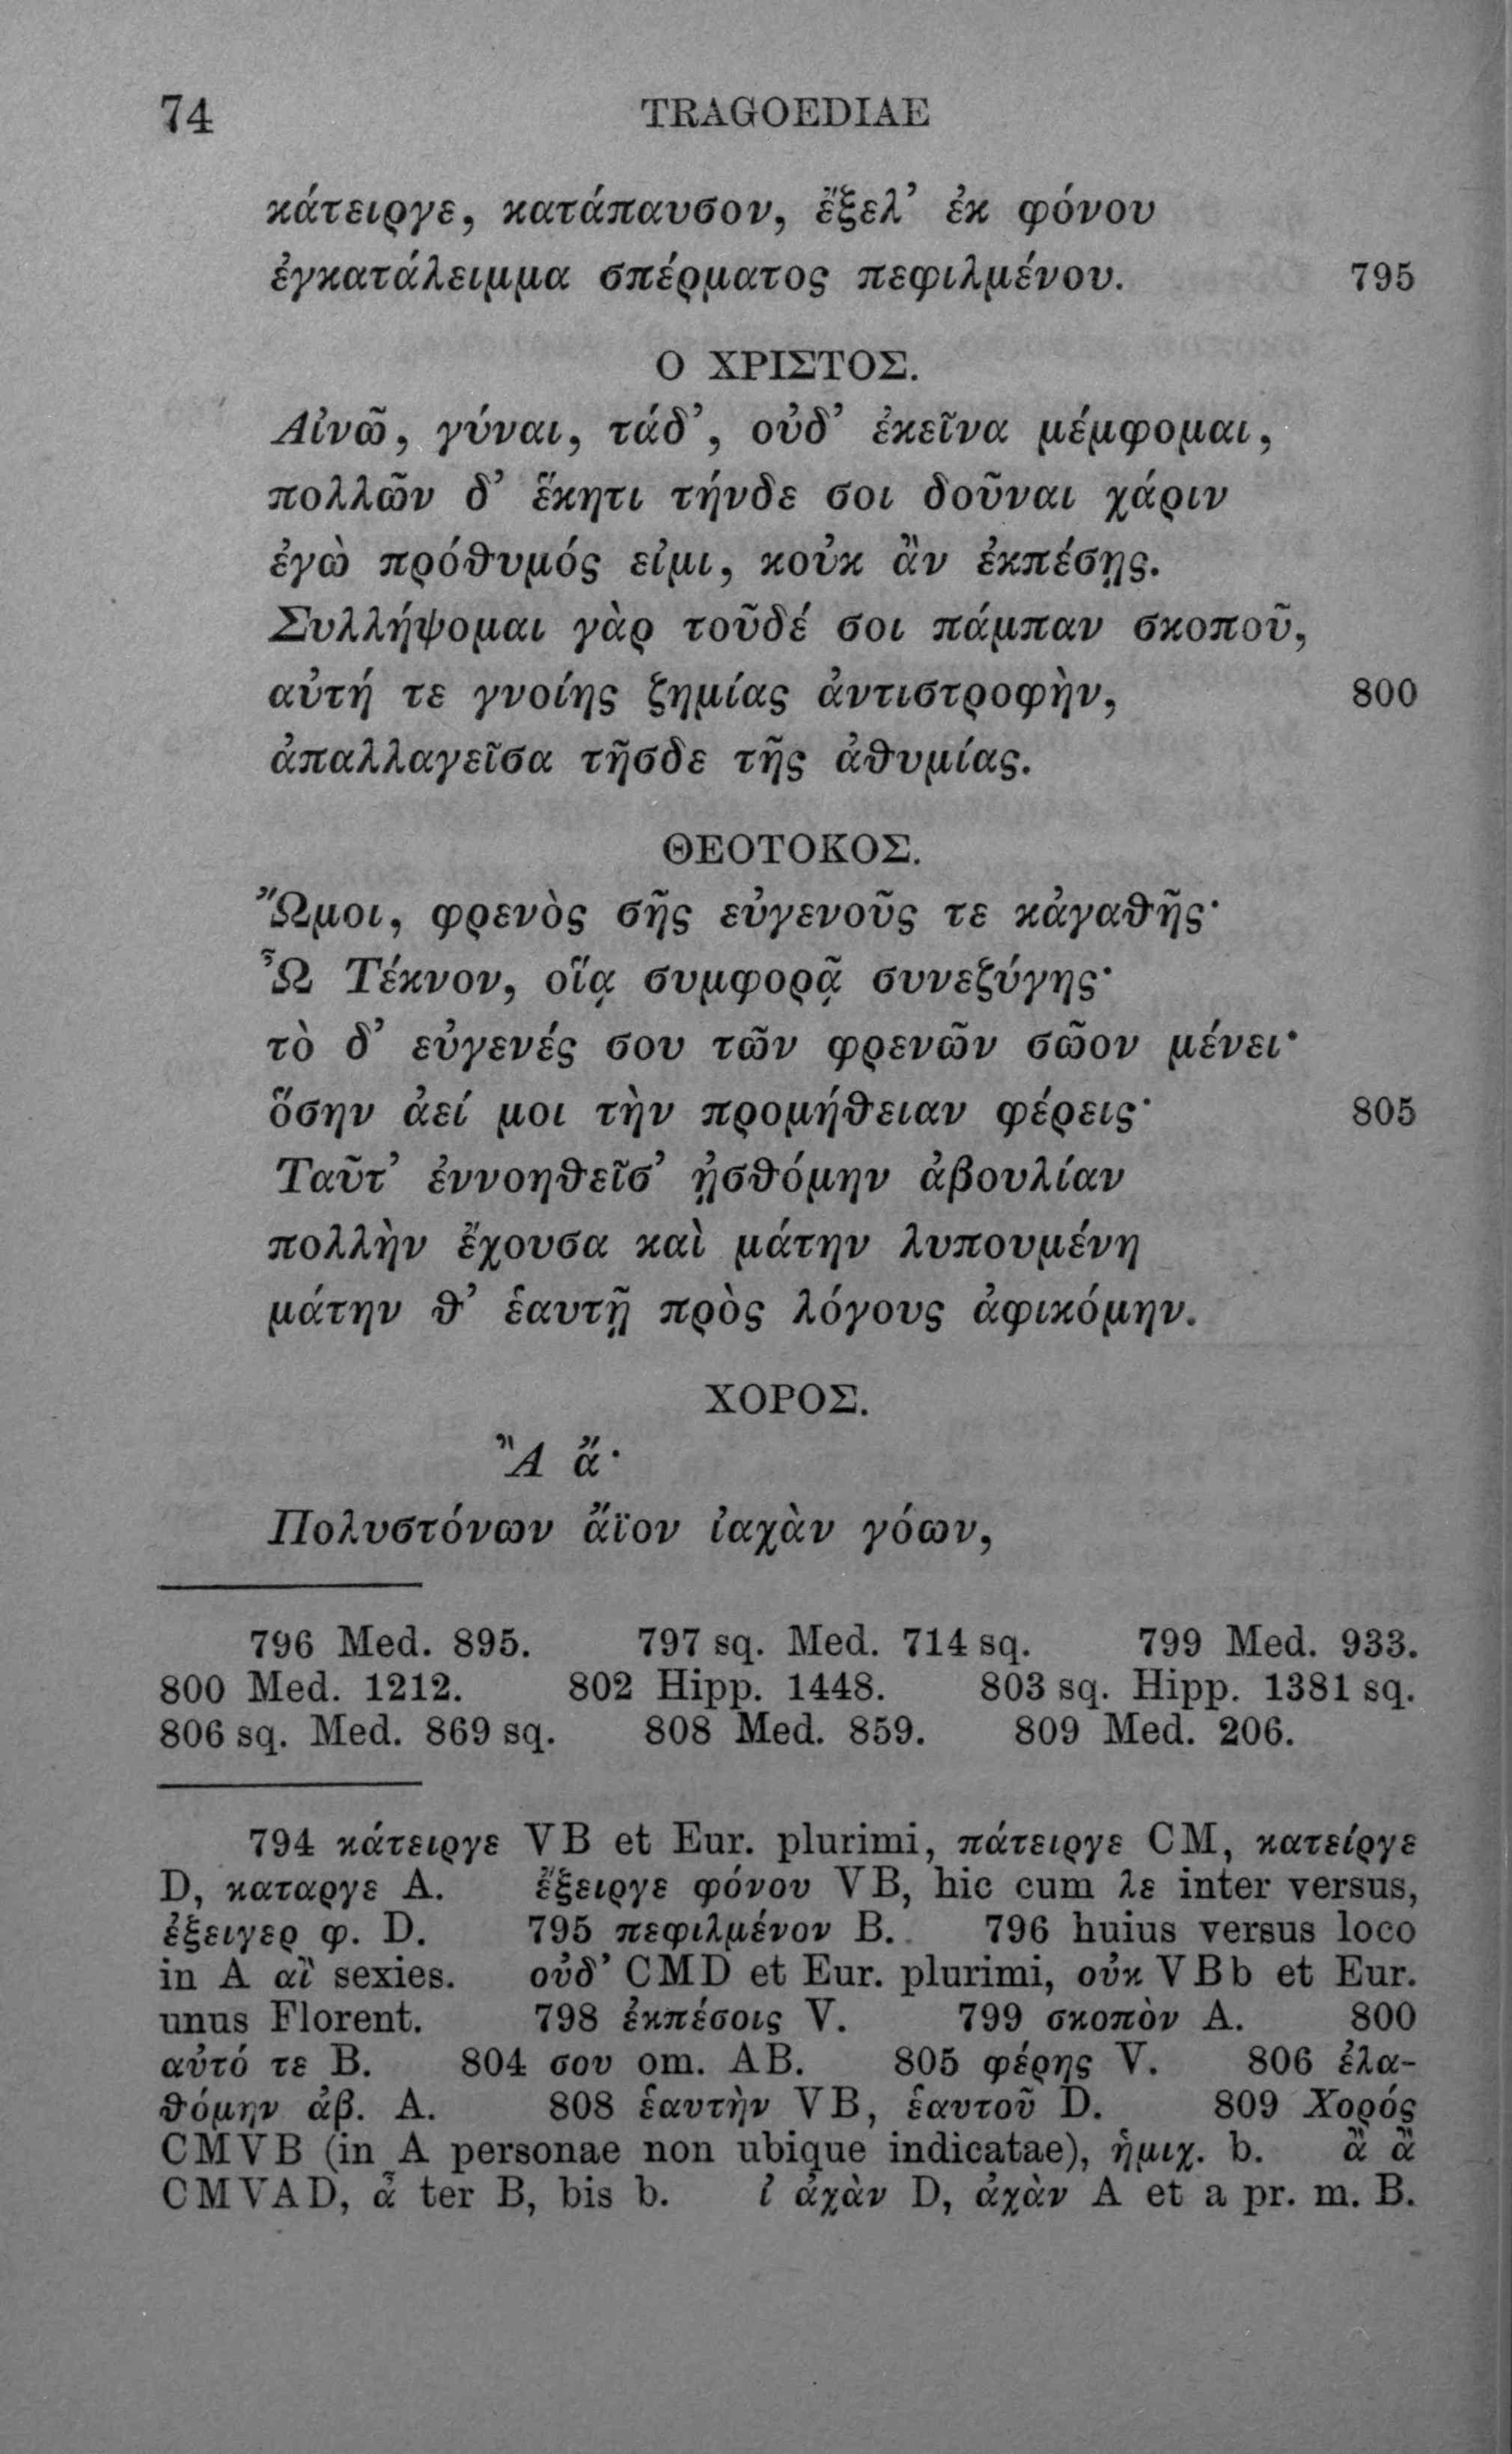 74 TRAGOEDIAE
κάτειργε, κατάπαυσον, ἔξελ’ ἐκ φόνου
ἐγκατάλειμμα σπέρματος πεφιλμένου. 795
Ο ΧΡΙΣΤΟΣ.
Αἰνῶ, γύναι, τάδ’, οὐδ’ ἐκεῖνα μέμφομαι,
πολλῶν δ’ ἕκητι τήνδε σοι δοῦναι χάριν
ἐγὼ πρόθυμός εἰμι, κοὐκ ἂν ἐκπέσῃς.
Συλλήψομαι γὰρ τοῦδέ σοι πάμπαν σκοποῦ,
αὐτή τε γνοίης ζημίας ἀντιστροφὴν, 800
ἀπαλλαγεῖσα τῆσδε τῆς ἀθυμίας.
ΘΕΟΤΟΚΟΣ.
Ὤμοι, φρενὸς σῆς εὐγενοῦς τε κἀγαθῆς·
Ὦ Τέκνον, οἵᾳ συμφορᾷ συνεζύγης·
τὸ δ’ εὐγενές σου τῶν φρενῶν σῶον μένει·
ὅσην ἀεί μοι τὴν προμήθειαν φέρεις· 805
Ταῦτ’ ἐννοηθεῖσ’ ᾐσθόμην ἀβουλίαν
πολλὴν ἔχουσα καὶ μάτην λυπουμένη
μάτην θ’ ἑαυτῇ πρὸς λόγους ἀφικόμην.
ΧΟΡΟΣ.
Ἂ ἄ·
Πολυστόνων ἄϊον ἰαχὰν γόων,
796 Med. 895. 797 sq. Med. 714 sq. 799 Med. 933.
800 Med. 1212. 802 Hipp. 1448. 803 sq. Hipp. 1381 sq.
806 sq. Med. 869 sq. 808 Med. 859. 809 Med. 206.
794 κάτειργε VB et Eur. plurimi, πάτειργε CM, κατείργε
D, καταργε A. ἔξειργε φόνου VB, hic cum λε inter versus,
ἐξειγερ φ. D. 795 πεφιλμένον B. 796 huius versus loco
in A αἲ sexies. οὐδ’ CMD et Eur. plurimi, οὐκ VBb et Eur.
unus Florent. 798 ἐκπέσοις V. 799 σκοπὸν A. 800
αὐτό τε B. 804 σου om. AB. 805 φέρης V. 806 ἐλα-
θόμην ἀβ. A. 808 ἑαυτὴν VB, ἑαυτοῦ D. 809 Χορός
CMVB (in A personae non ubique indicatae), ἡμιχ. b. ἂ ἂ
CMVAD, ἆ ter B, bis b. ἰ ἀχὰν D, ἀχὰν A et a pr. m. B.